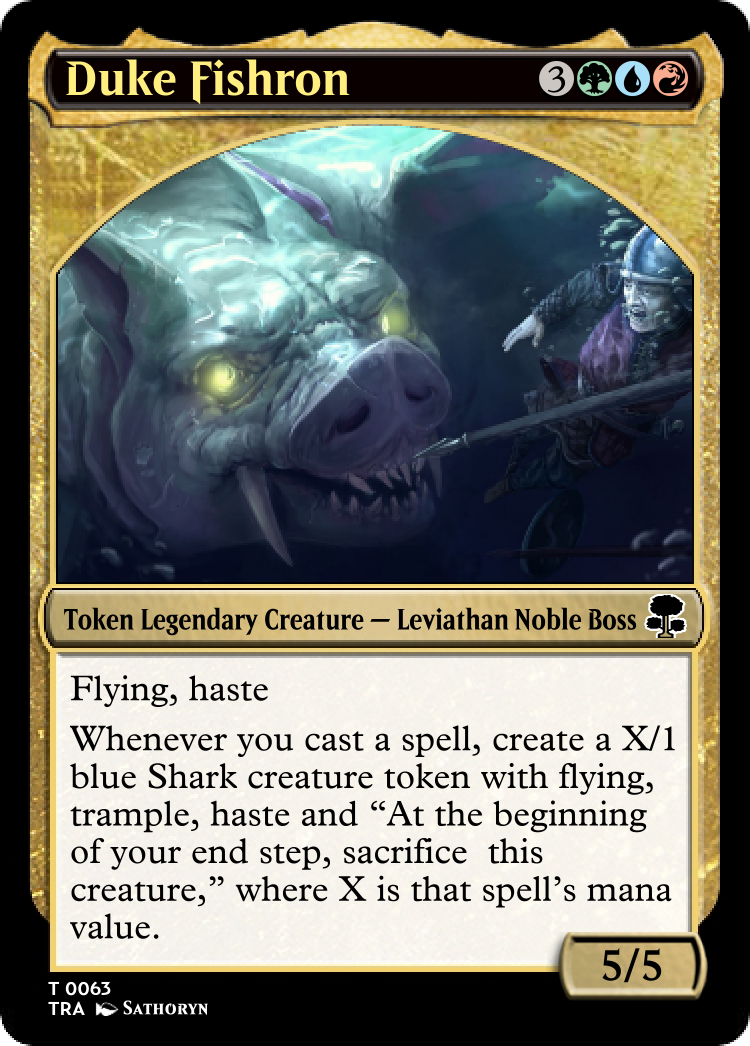 Duke Fishron 3
Token Legendary Creature — Leviathan Noble Boss
Flying, haste
Whenever you cast a spell, create a X/1
blue Shark creature token with flying,
trample, haste and “At the beginning
of your end step, sacrifice  this
creature,” where X is that spell’s mana
value.
5/5
T 0063
TRA Sathoryn